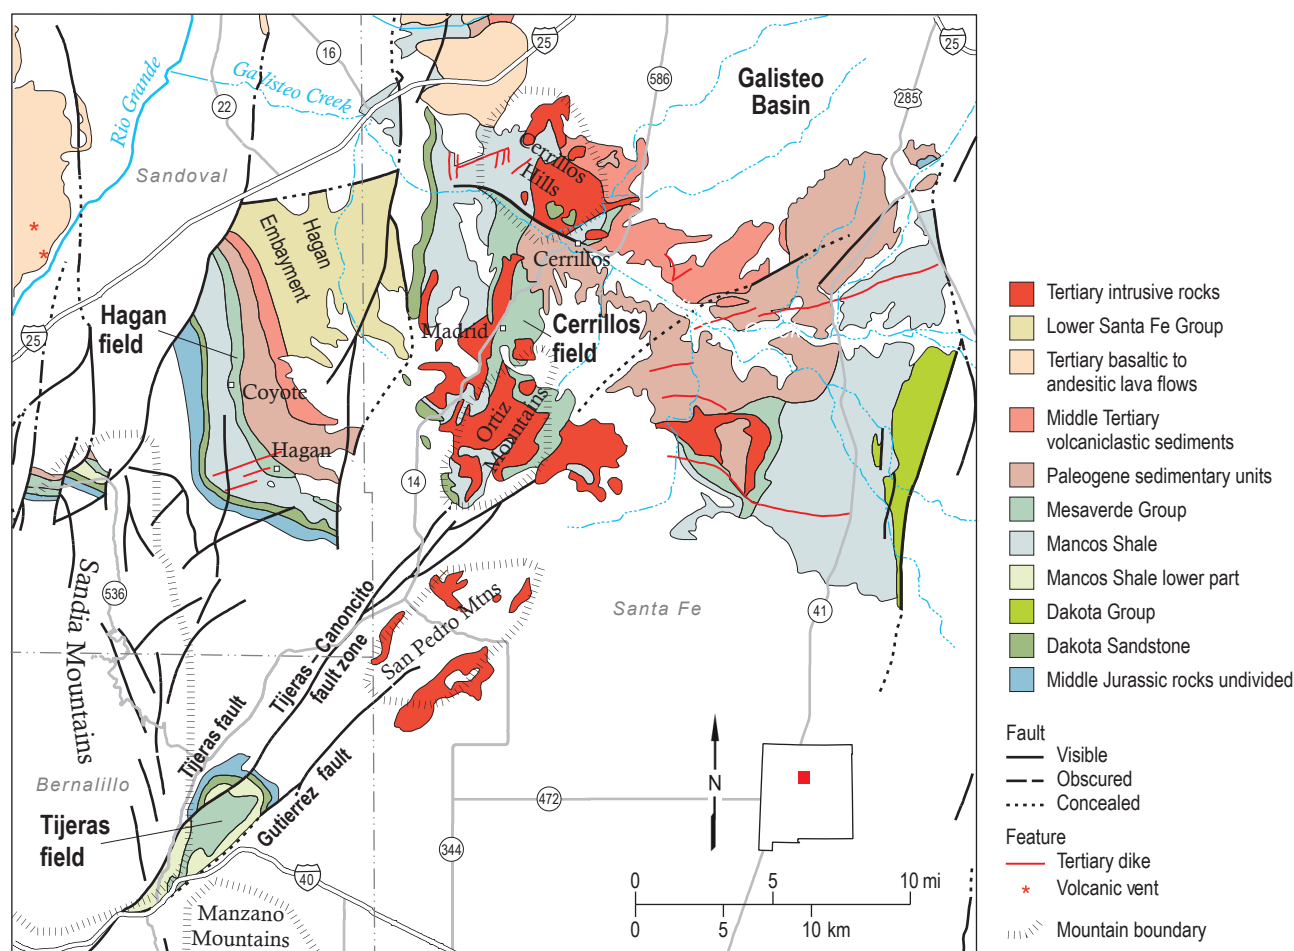 16
25
586
25
Galisteo
Basin
285
Rio Grande
Galisteo Creek
22
Sandoval
Cerrillos
Hills
Hagan
Embayment
Cerrillos
Hagan
field
Madrid
Cerrillos
field
25
Coyote
Ortiz
Mountains
Hagan
14
Sandia Mountains
536
Tijeras – Canoncito
fault zone
San Pedro Mtns
Santa Fe
41
Tijeras fault
Bernalillo
Gutierrez fault
Tijeras
field
472
344
40
Manzano
Mountains
N
0 5 10 mi
0 5 10 km
Tertiary intrusive rocks
Lower Santa Fe Group
Tertiary basaltic to
andesitic lava flows
Middle Tertiary
volcaniclastic sediments
Paleogene sedimentary units
Mesaverde Group
Mancos Shale
Mancos Shale lower part
Dakota Group
Dakota Sandstone
Middle Jurassic rocks undivided
Fault
Visible
Obscured
Concealed
Feature
Tertiary dike
* Volcanic vent
Mountain boundary